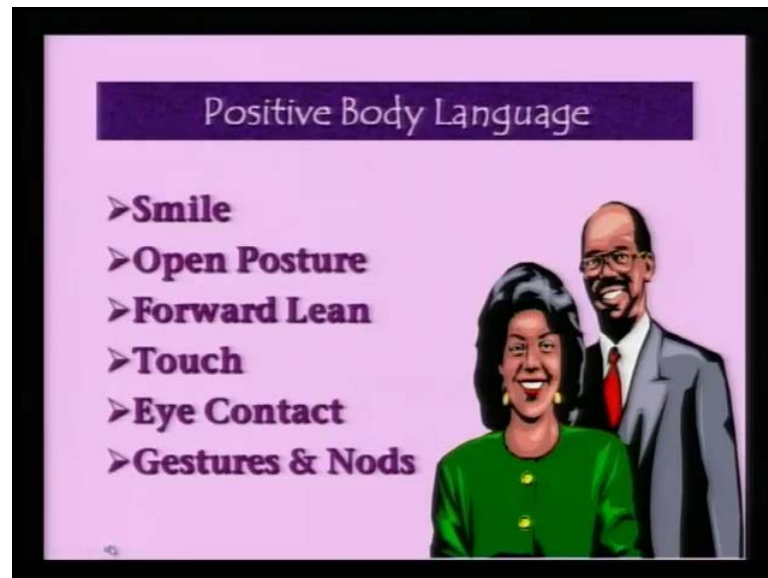 Positive Body Language
➢Smile
➢Open Posture
➢Forward Lean
➢Touch
➢Eye Contact
➢Gestures & Nods